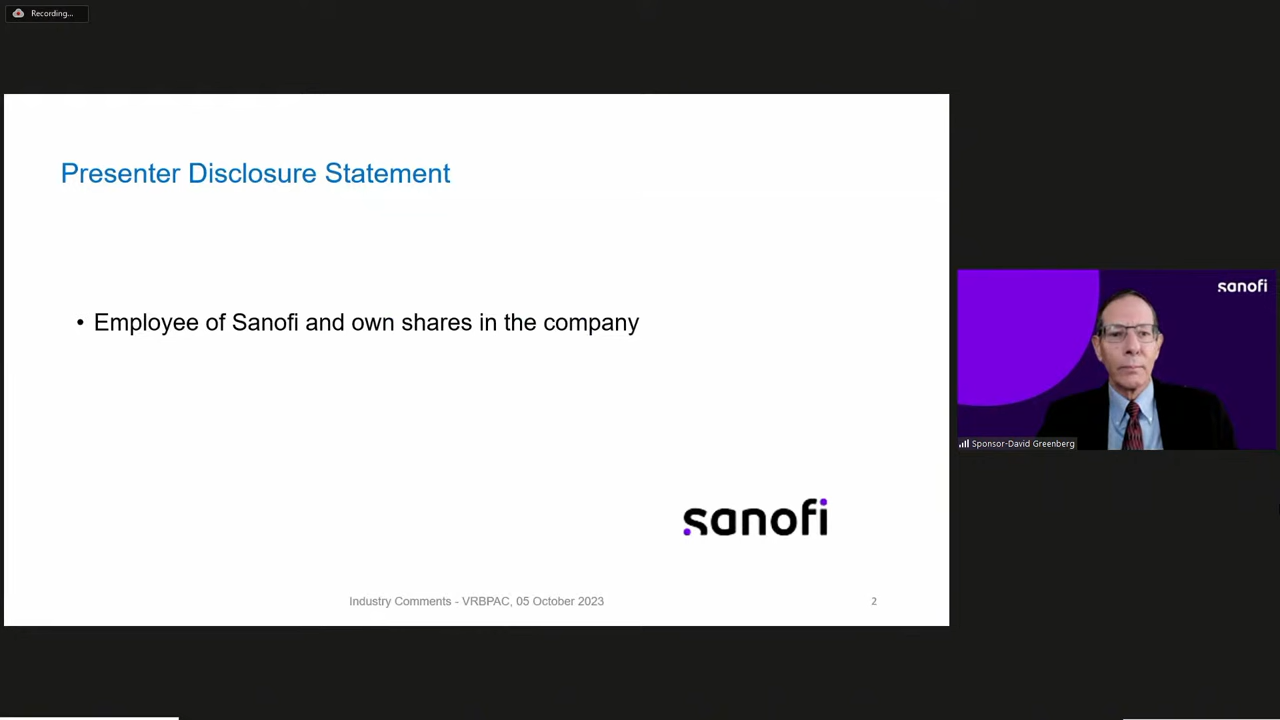 Recording...
Presenter Disclosure Statement
• Employee of Sanofi and own shares in the company
sanofi
Industry Comments - VRBPAC, 05 October 2023
2
sanofi
Sponsor-David Greenberg